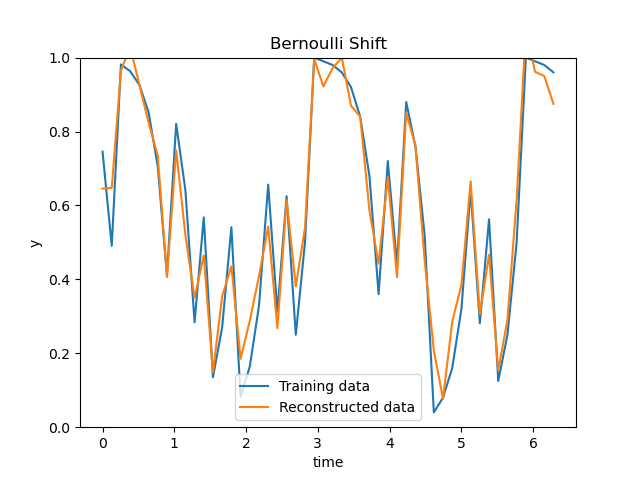 Bernoulli Shift
y
1.0
0.8
0.6
0.4
0.2
0.0
Training data
Reconstructed data
0 1 2 3 4 5 6
time